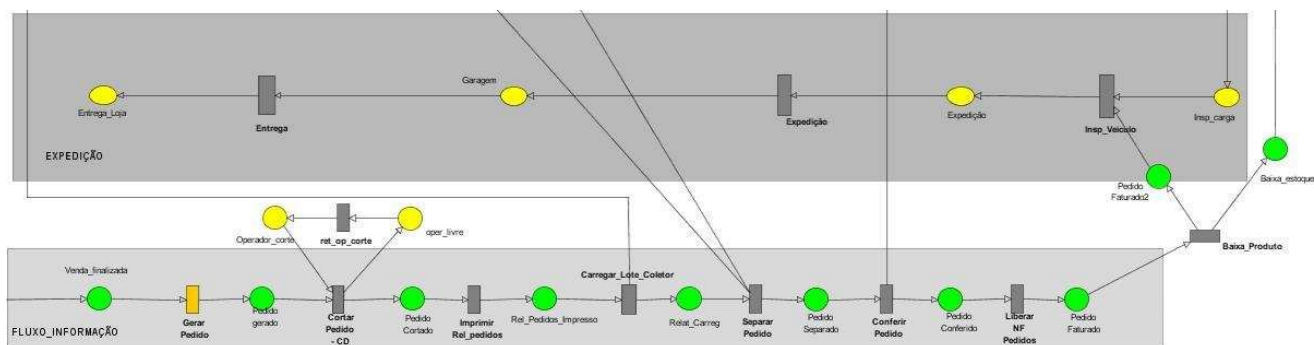 Garagem
Entrega_Loja
Entrega
Expedição
Expedição
Insp_Veiculo
Insp_carga
EXPEDIÇÃO
Pedido
Faturado2
Baixa_estoque
Operador_corte
ret_op_corte
oper_livre
Baixa_Produto
Venda_finalizada
Carregar_Lote_Coletor
Gerar
Pedido
Pedido
gerado
Cortar
Pedido
- CD
Pedido
Cortado
Imprimir
Rel_pedidos
Rel_Pedidos_Impresso
Relat_Carreg
Separar
Pedido
Pedido
Separado
Conferir
Pedido
Pedido
Conferido
Liberar
NF
Pedidos
Pedido
Faturado
FLUXO_INFORMAÇÃO